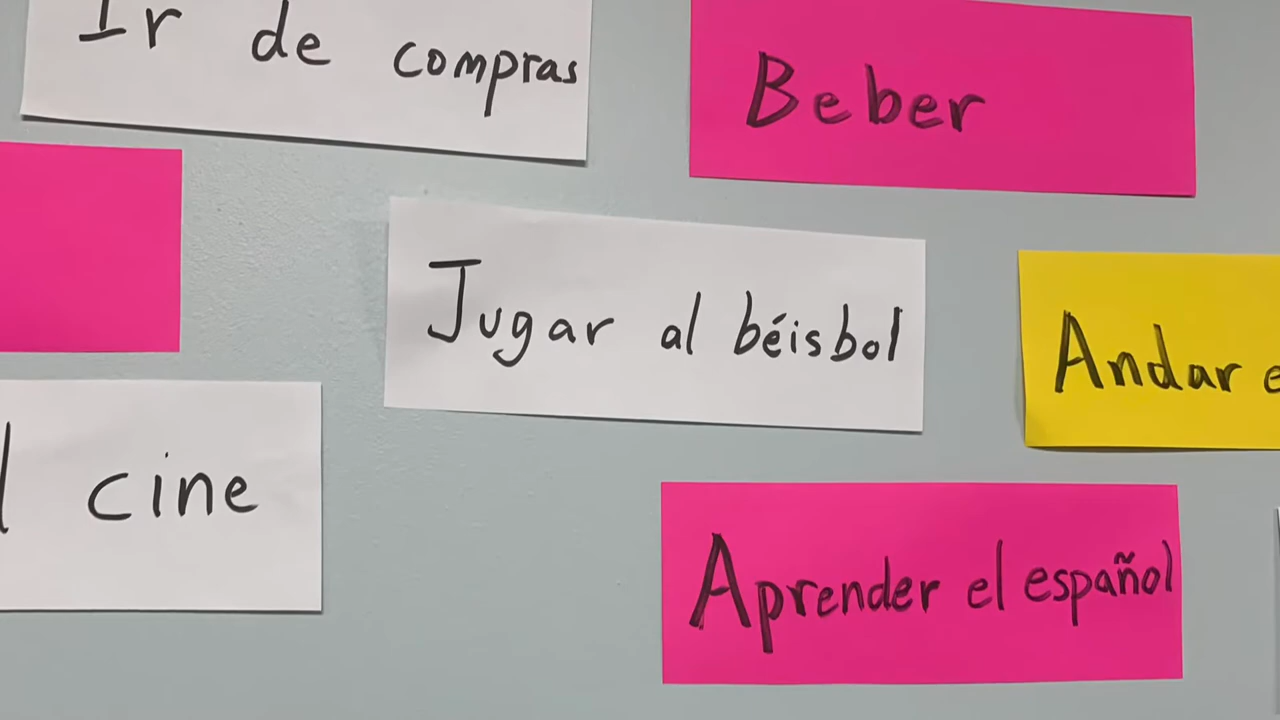 Ir de compras
Beber
Jugar al béisbol
Andar e
cine
Aprender el español